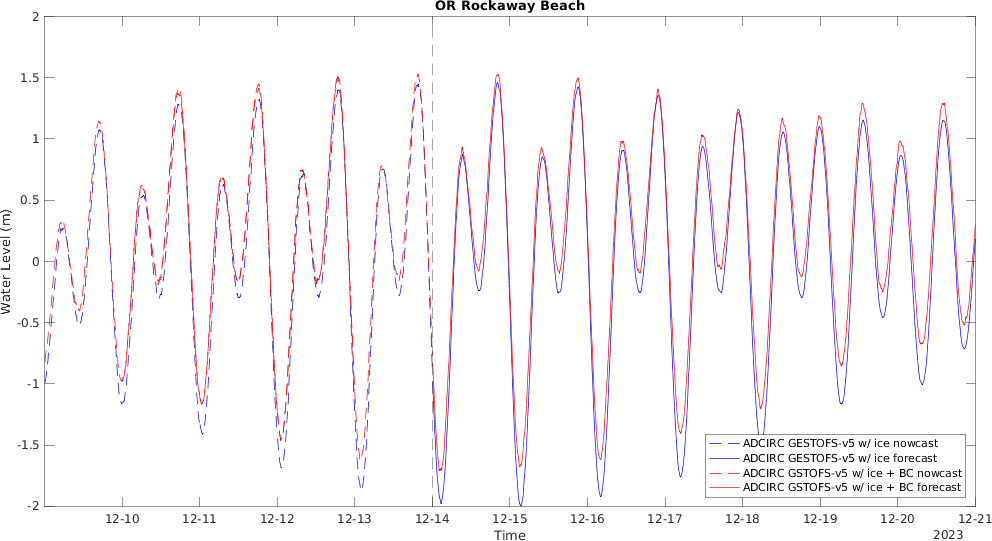 OR Rockaway Beach
2
1.5
1
0.5
0
-0.5
-1
-1.5
-2
Water Level (m)
ADCIRC GESTOFS-v5 w/ ice nowcast
ADCIRC GESTOFS-v5 w/ ice forecast
ADCIRC GSTOFS-v5 w/ ice + BC nowcast
ADCIRC GSTOFS-v5 w/ ice + BC forecast
12-10 12-11 12-12 12-13 12-14 12-15 12-16 12-17 12-18 12-19 12-20 12-21
Time
2023